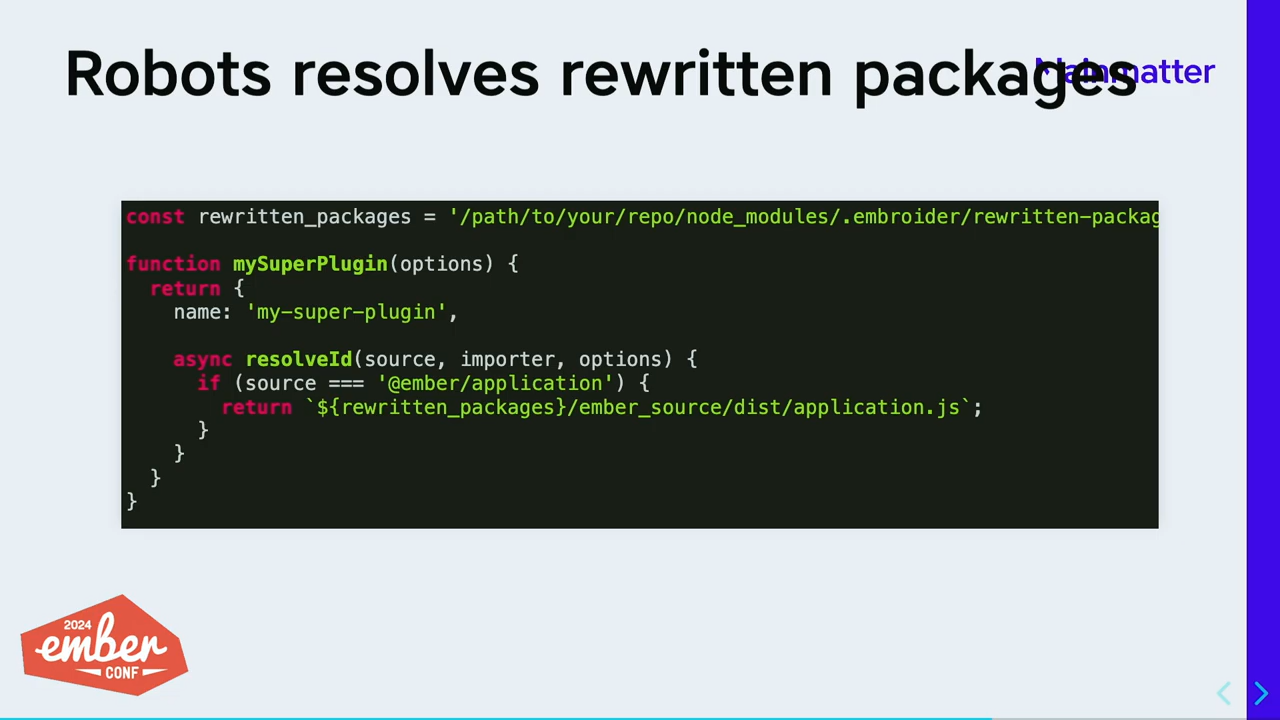 Robots resolves rewritten packages
Mainmatter
const rewritten_packages = '/path/to/your/repo/node_modules/.embroider/rewritten-packag
function mySuperPlugin(options) {
return {
name: 'my-super-plugin',
async resolveId(source, importer, options) {
if (source === '@ember/application') {
return `${rewritten_packages}/ember_source/dist/application.js`;
}
}
}
}
2024
ember
CONF